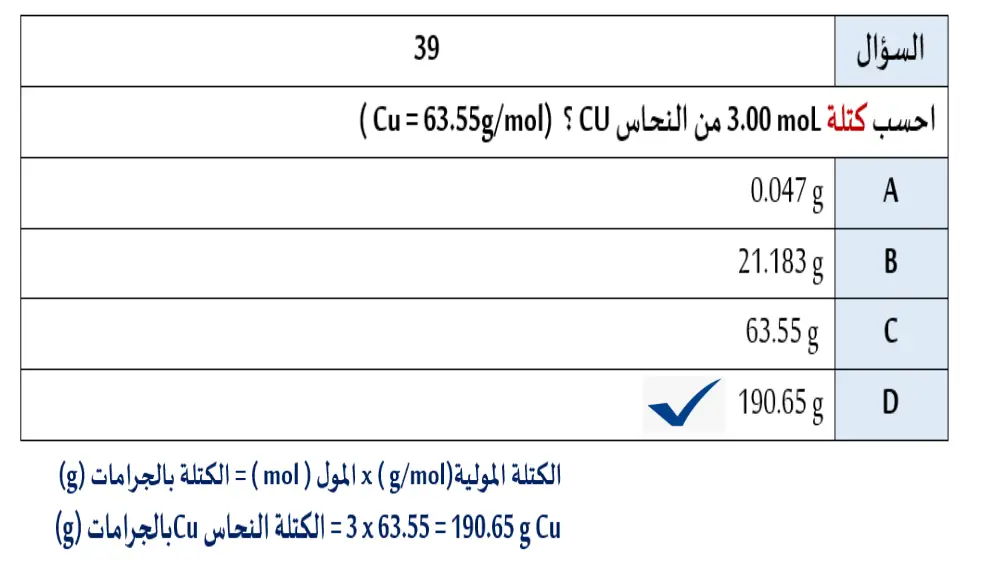 السؤال 39
احسب كتلة 3.00 moL من النحاس CU ؟ (Cu = 63.55g/mol )
A 0.047 g
B 21.183 g
C 63.55 g
D 190.65 g
الكتلة المولية(g/mol ) x المول ( mol ) = الكتلة بالجرامات (g)
3 x 63.55 = 190.65 g Cu = الكتلة النحاس Cuبالجرامات (g)